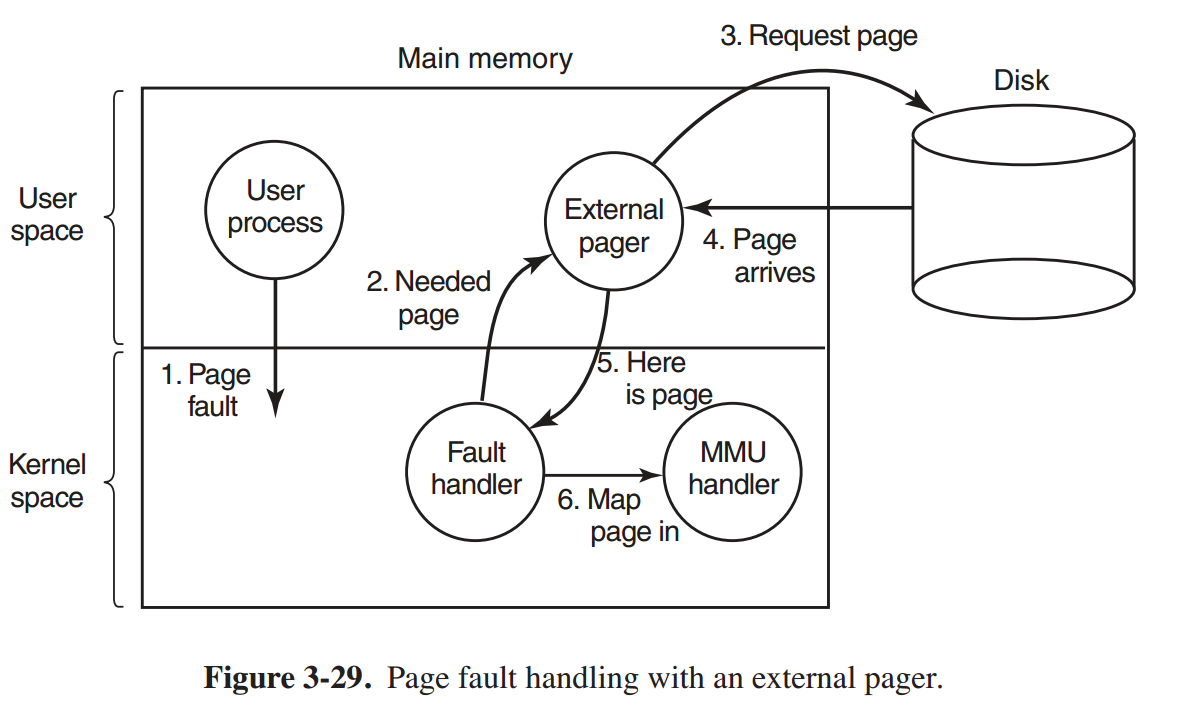 3. Request page
Main memory
Disk
User
space
User
process
External
pager
4. Page
arrives
2. Needed
page
1. Page
fault
5. Here
is page
Kernel
space
Fault
handler
MMU
handler
6. Map
page in
Figure 3-29. Page fault handling with an external pager.